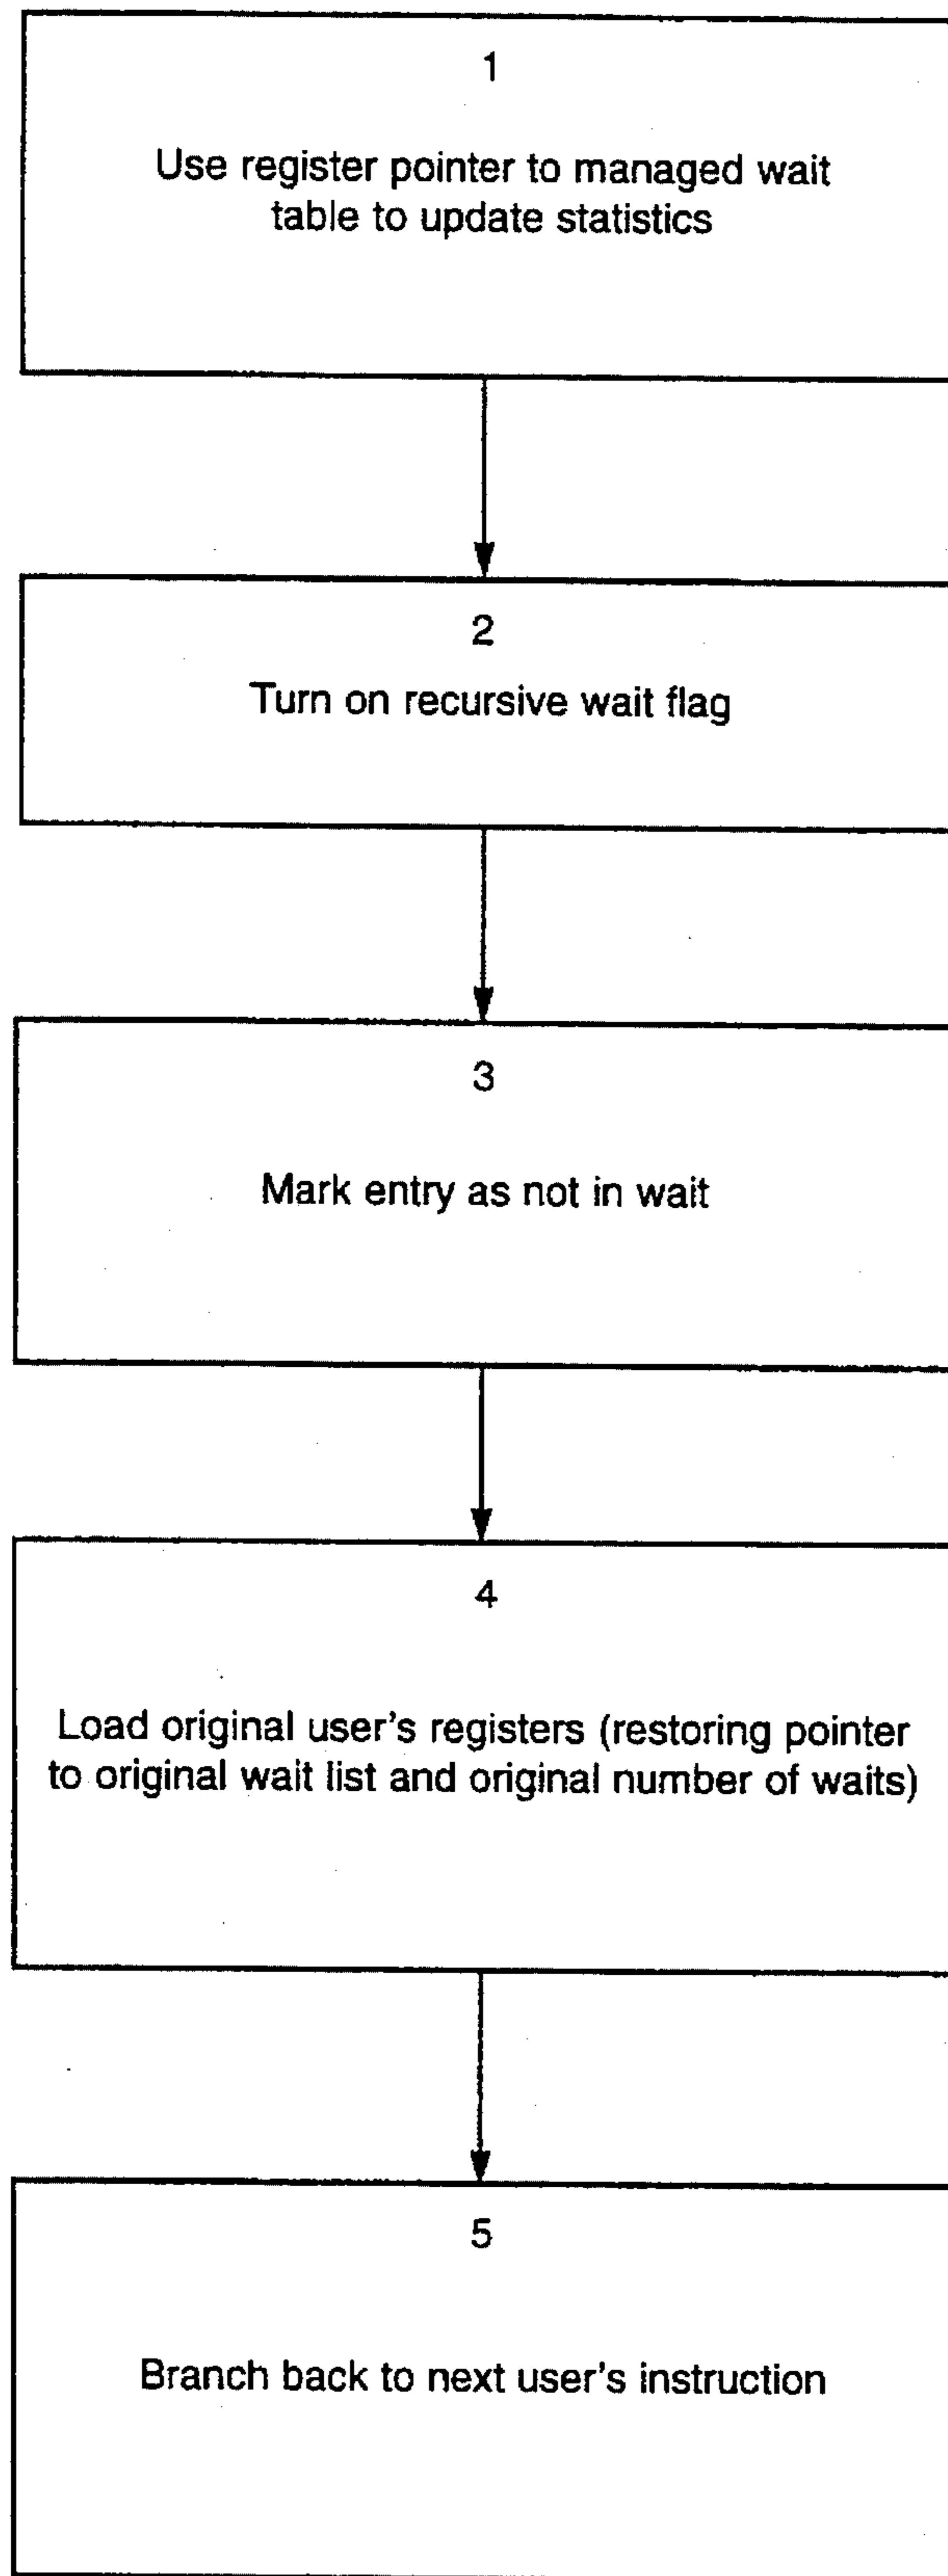 1
Use register pointer to managed wait
table to update statistics
2
Turn on recursive wait flag
3
Mark entry as not in wait
4
Load original user's registers (restoring pointer
to original wait list and original number of waits)
5
Branch back to next user's instruction